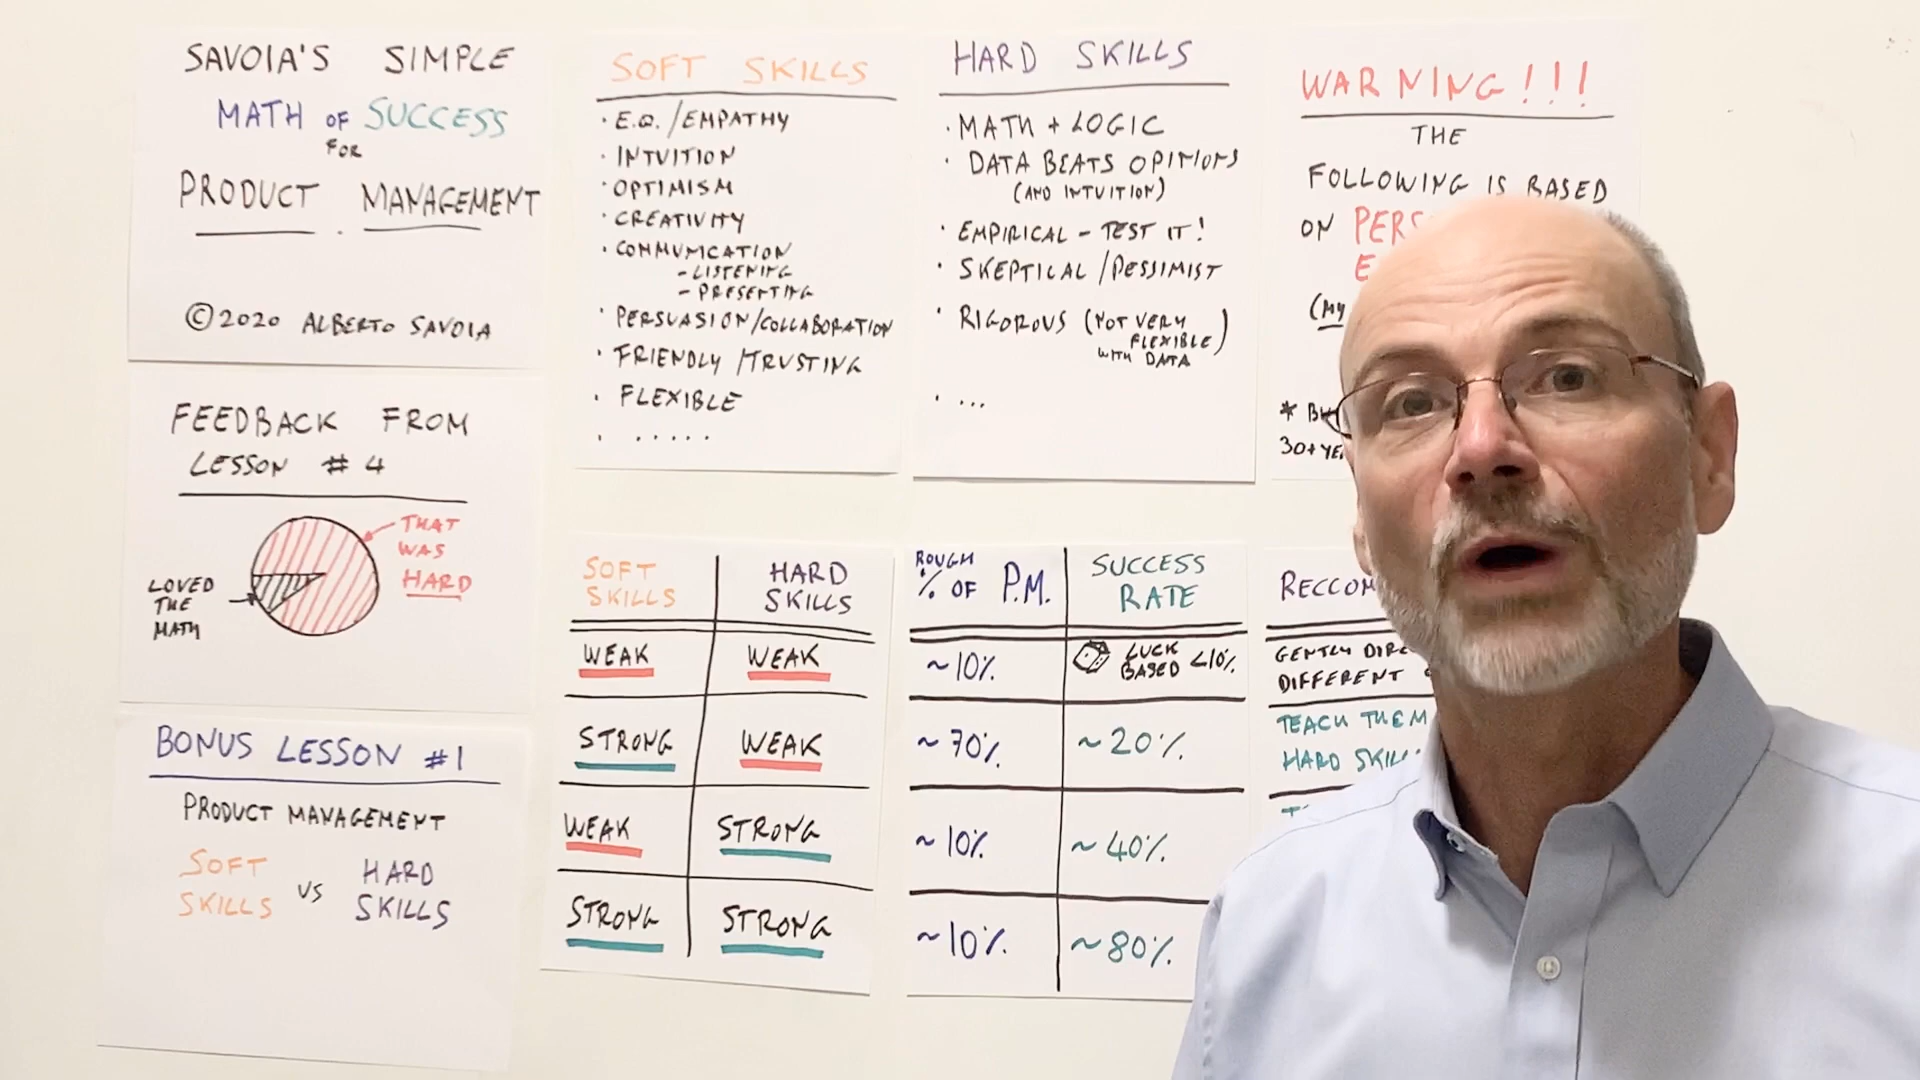 SAVOIA'S SIMPLE
MATH OF SUCCESS
FOR
PRODUCT MANAGEMENT
©2020 ALBERTO SAVOIA
FEEDBACK FROM
LESSON #4
THAT
WAS
HARD
LOVED
THE
MATH
BONUS LESSON #1
PRODUCT MANAGEMENT
SOFT
SKILLS
VS
HARD
SKILLS
SOFT SKILLS
· E.Q./EMPATHY
· INTUITION
· OPTIMISM
· CREATIVITY
· COMMUNICATION
- LISTENING
- PRESENTING
· PERSUASION/COLLABORATION
· FRIENDLY/TRUSTING
· FLEXIBLE
· .....
HARD SKILLS
· MATH + LOGIC
· DATA BEATS OPINIONS
(AND INTUITION)
· EMPIRICAL - TEST IT!
· SKEPTICAL/PESSIMIST
· RIGOROUS (NOT VERY
FLEXIBLE)
WITH DATA
· ...
WARNING!!!
THE
FOLLOWING IS BASED
ON
(MY
30+
SOFT
SKILLS
HARD
SKILLS
WEAK WEAK
STRONG WEAK
WEAK STRONG
STRONG STRONG
ROUGH
% OF P.M.
SUCCESS
RATE
~10% LUCK
BASED <10%
~70% ~20%
~10% ~40%
~10% ~80%
GENTLY
DIFFERENT
TEACH THEM
HARD